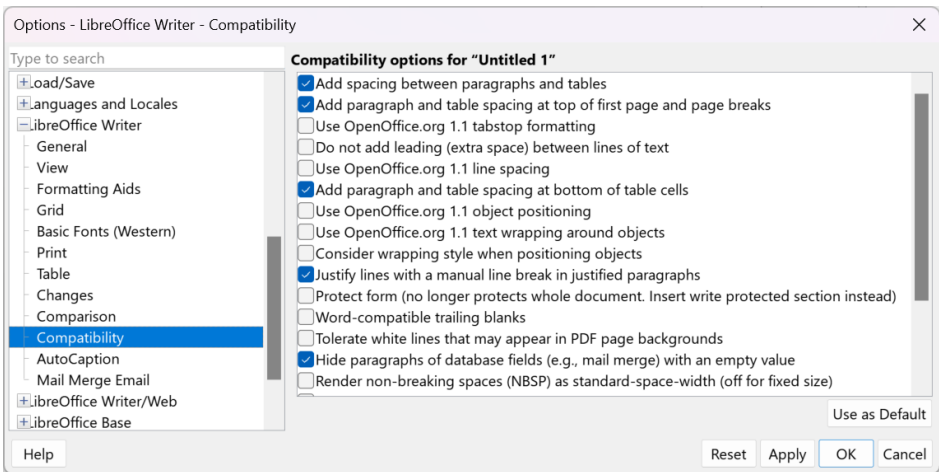 Options - LibreOffice Writer - Compatibility
Type to search
Load/Save
Languages and Locales
LibreOffice Writer
General
View
Formatting Aids
Grid
Basic Fonts (Western)
Print
Table
Changes
Comparison
Compatibility
AutoCaption
Mail Merge Email
LibreOffice Writer/Web
LibreOffice Base
Compatibility options for “Untitled 1”
Add spacing between paragraphs and tables
Add paragraph and table spacing at top of first page and page breaks
Use OpenOffice.org 1.1 tabstop formatting
Do not add leading (extra space) between lines of text
Use OpenOffice.org 1.1 line spacing
Add paragraph and table spacing at bottom of table cells
Use OpenOffice.org 1.1 object positioning
Use OpenOffice.org 1.1 text wrapping around objects
Consider wrapping style when positioning objects
Justify lines with a manual line break in justified paragraphs
Protect form (no longer protects whole document. Insert write protected section instead)
Word-compatible trailing blanks
Tolerate white lines that may appear in PDF page backgrounds
Hide paragraphs of database fields (e.g., mail merge) with an empty value
Render non-breaking spaces (NBSP) as standard-space-width (off for fixed size)
Use as Default
Help
Reset
Apply
OK
Cancel